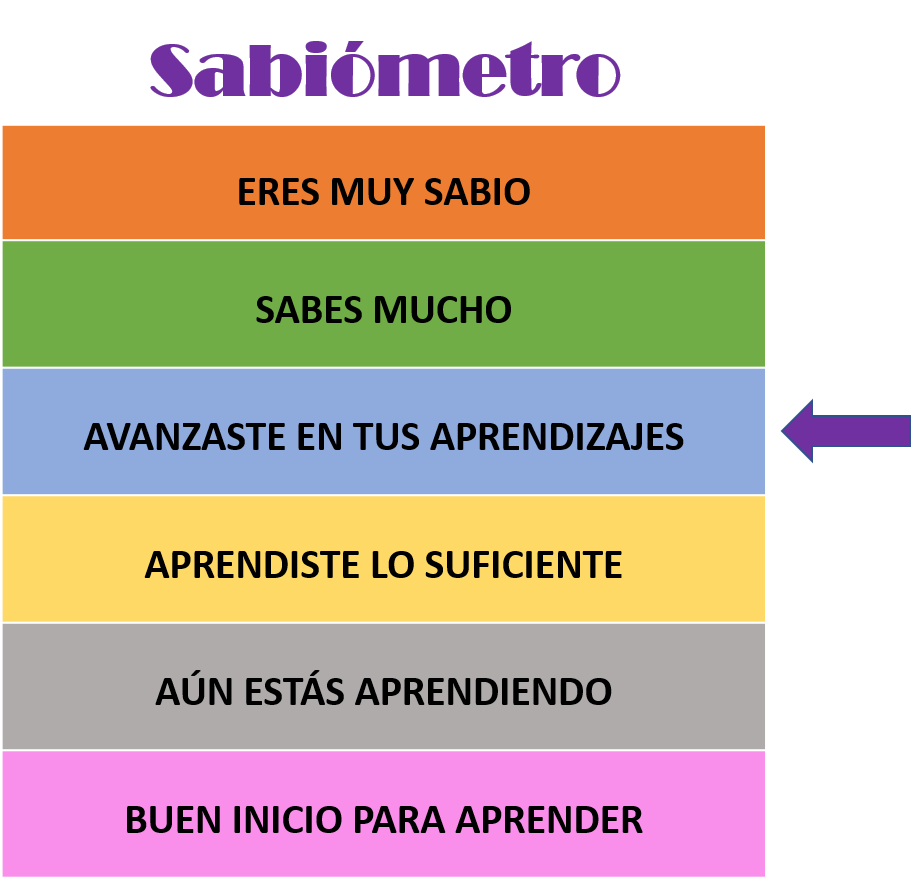 Sabiómetro
ERES MUY SABIO
SABES MUCHO
AVANZASTE EN TUS APRENDIZAJES
APRENDISTE LO SUFICIENTE
AÚN ESTÁS APRENDIENDO
BUEN INICIO PARA APRENDER